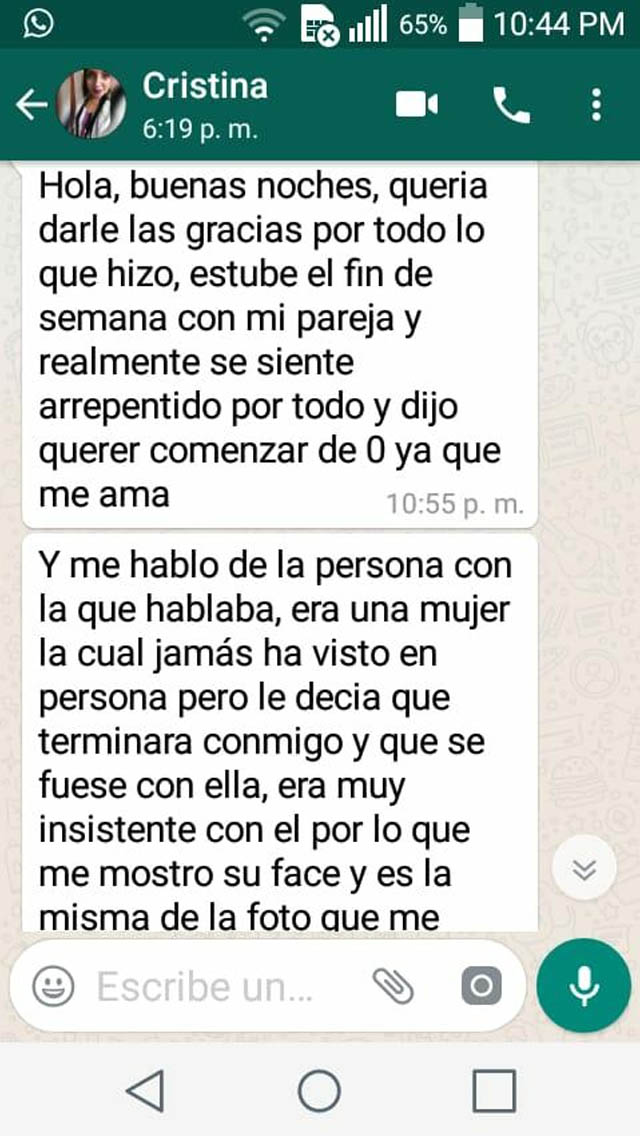 65% 10:44 PM
Cristina
6:19 p. m.
Hola, buenas noches, queria
darle las gracias por todo lo
que hizo, estube el fin de
semana con mi pareja y
realmente se siente
arrepentido por todo y dijo
querer comenzar de 0 ya que
me ama
10:55 p. m.
Y me hablo de la persona con
la que hablaba, era una mujer
la cual jamás ha visto en
persona pero le decia que
terminara conmigo y que se
fuese con ella, era muy
insistente con el por lo que
me mostro su face y es la
misma de la foto que me
Escribe un...